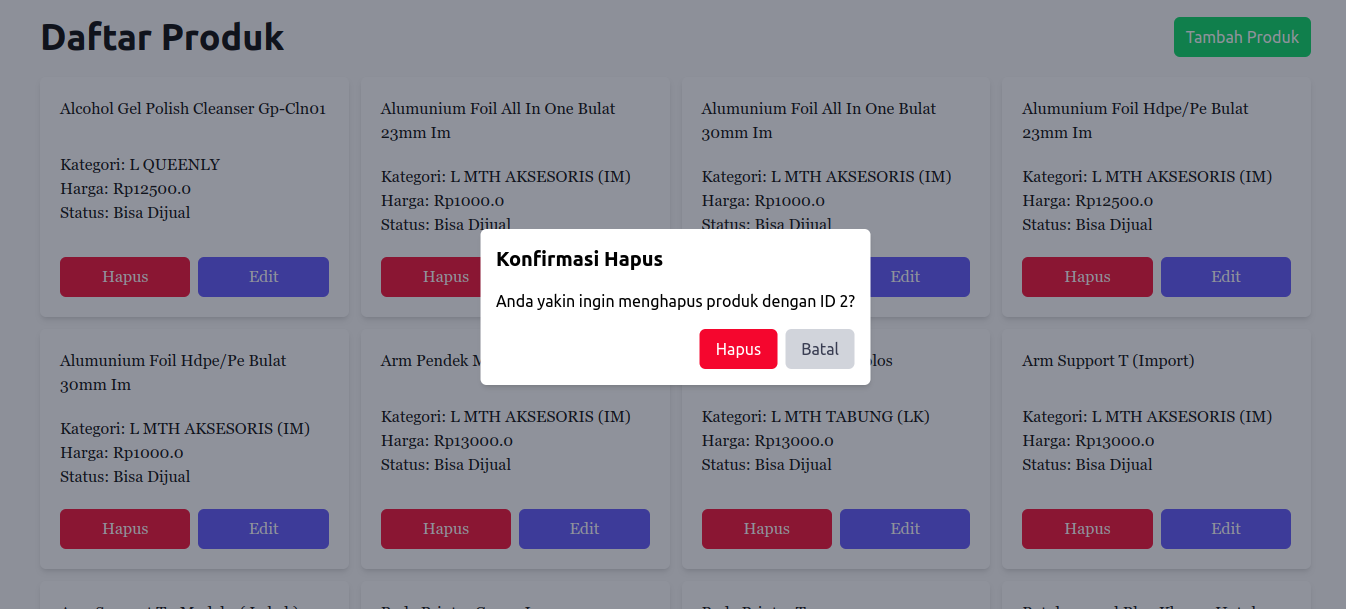 Daftar Produk
Tambah Produk
Alcohol Gel Polish Cleanser Gp-Cln01
Kategori: L QUEENLY
Harga: Rp12500.0
Status: Bisa Dijual
Hapus
Edit
Alumunium Foil All In One Bulat
23mm Im
Kategori: L MTH AKSESORIS (IM)
Harga: Rp1000.0
Status: Bisa Dijual
Hapus
Alumunium Foil All In One Bulat
30mm Im
Kategori: L MTH AKSESORIS (IM)
Harga: Rp1000.0
Status: Bisa Dijual
Edit
Alumunium Foil Hdpe/Pe Bulat
23mm Im
Kategori: L MTH AKSESORIS (IM)
Harga: Rp12500.0
Status: Bisa Dijual
Hapus
Edit
Konfirmasi Hapus
Anda yakin ingin menghapus produk dengan ID 2?
Hapus
Batal
Alumunium Foil Hdpe/Pe Bulat
30mm Im
Kategori: L MTH AKSESORIS (IM)
Harga: Rp1000.0
Status: Bisa Dijual
Hapus
Edit
Arm Pendek
Kategori: L MTH AKSESORIS (IM)
Harga: Rp13000.0
Status: Bisa Dijual
Hapus
Edit
Kategori: L MTH TABUNG (LK)
Harga: Rp13000.0
Status: Bisa Dijual
Hapus
Edit
Arm Support T (Import)
Kategori: L MTH AKSESORIS (IM)
Harga: Rp13000.0
Status: Bisa Dijual
Hapus
Edit